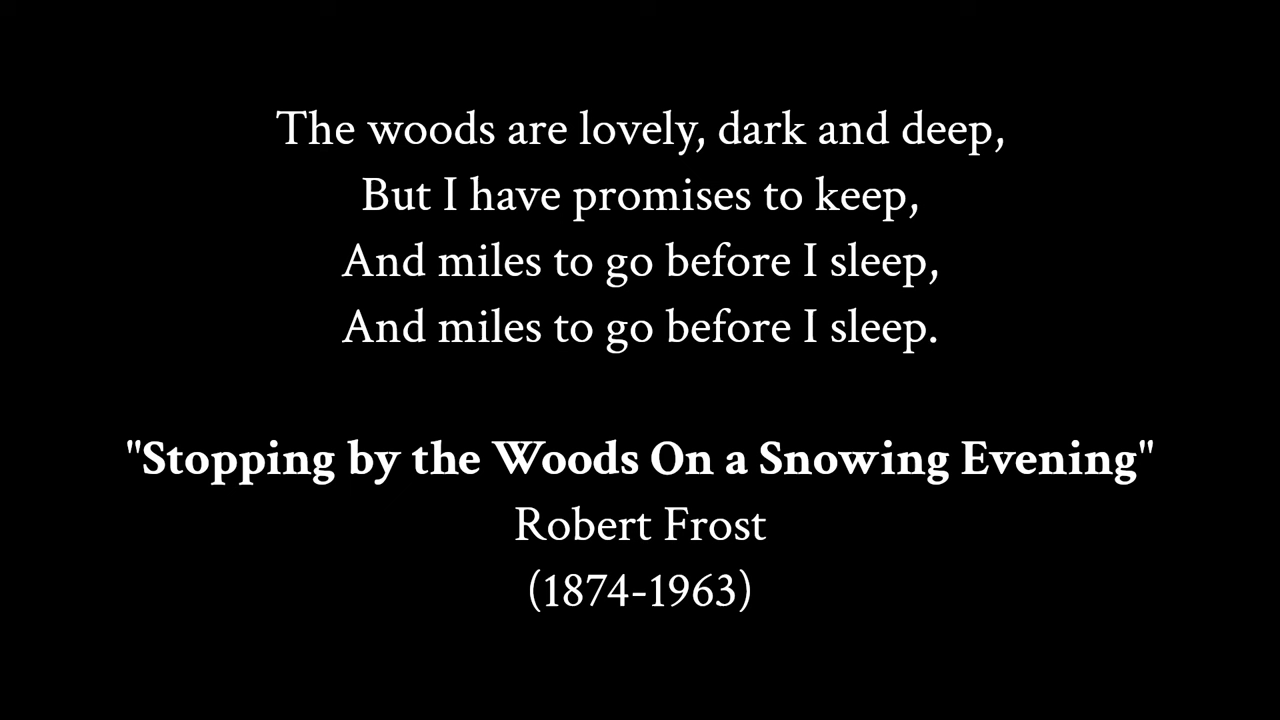 The woods are lovely, dark and deep,
But I have promises to keep,
And miles to go before I sleep,
And miles to go before I sleep.
"Stopping by the Woods On a Snowing Evening"
Robert Frost
(1874-1963)